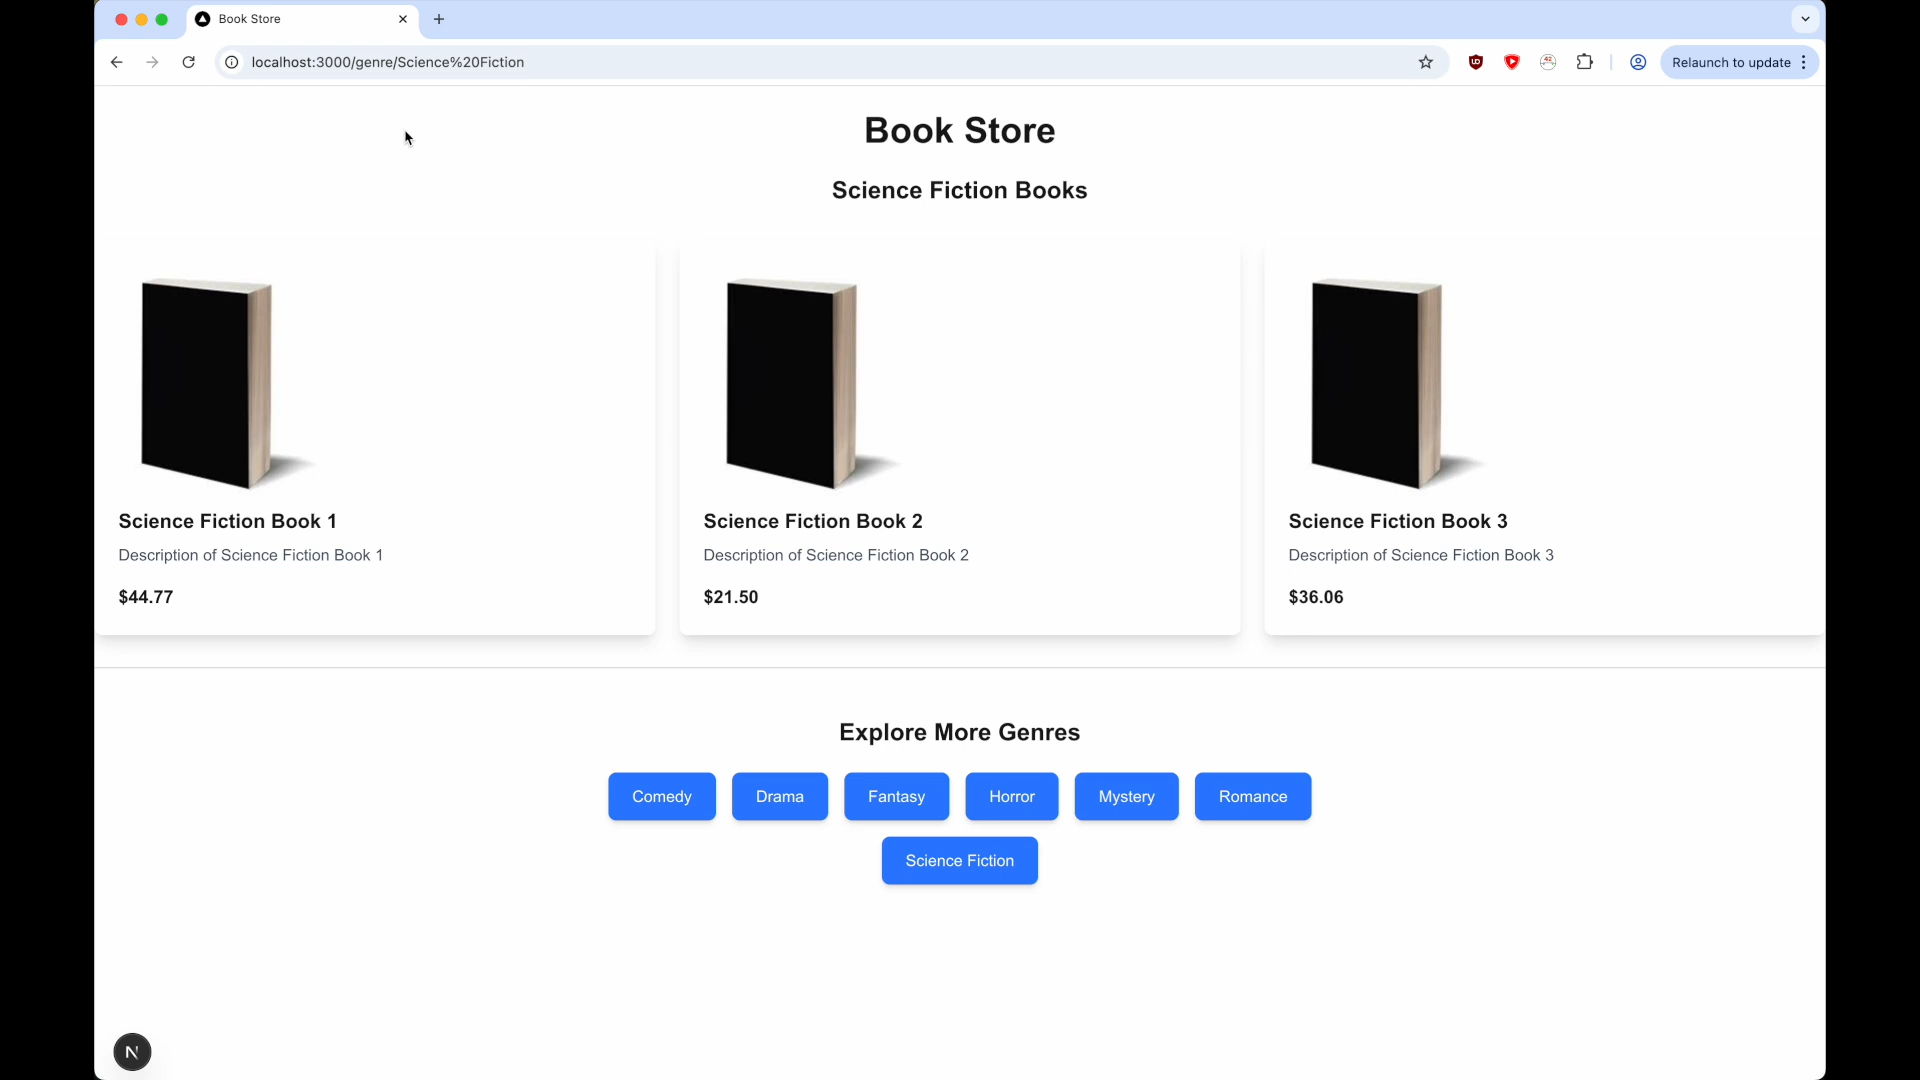 Book Store
localhost:3000/genre/Science%20Fiction
42
Relaunch to update
Book Store
Science Fiction Books
Science Fiction Book 1
Description of Science Fiction Book 1
$44.77
Science Fiction Book 2
Description of Science Fiction Book 2
$21.50
Science Fiction Book 3
Description of Science Fiction Book 3
$36.06
Explore More Genres
Comedy
Drama
Fantasy
Horror
Mystery
Romance
Science Fiction
N